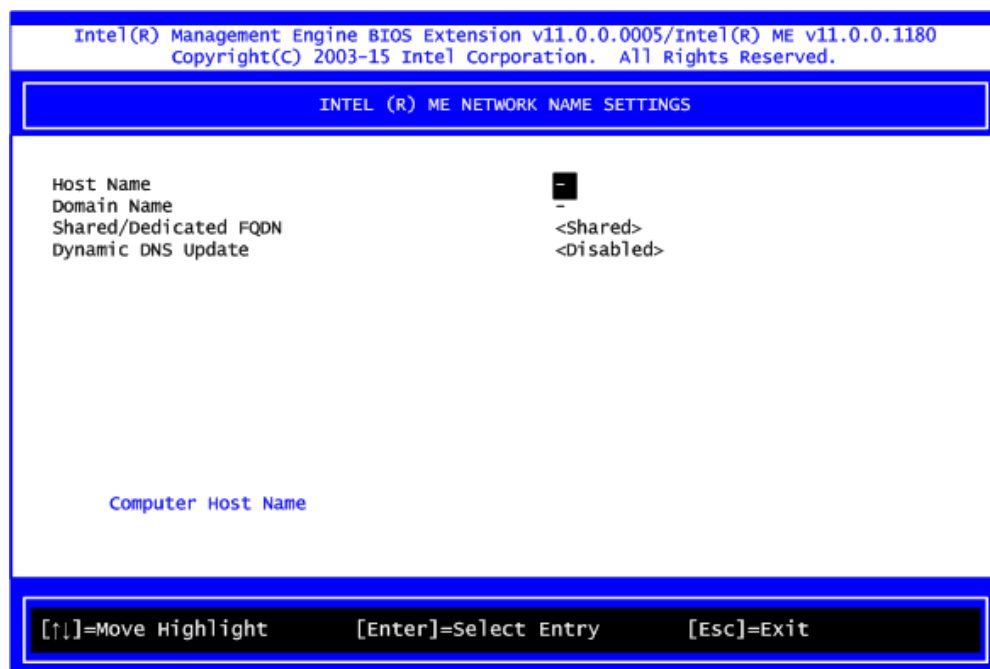 Intel(R) Management Engine BIOS Extension v11.0.0.0005/Intel(R) ME v11.0.0.1180
Copyright(C) 2003-15 Intel Corporation. All Rights Reserved.
INTEL (R) ME NETWORK NAME SETTINGS
Host Name -
Domain Name -
Shared/Dedicated FQDN <Shared>
Dynamic DNS Update <Disabled>
Computer Host Name
[↑↓]=Move Highlight [Enter]=Select Entry [Esc]=Exit